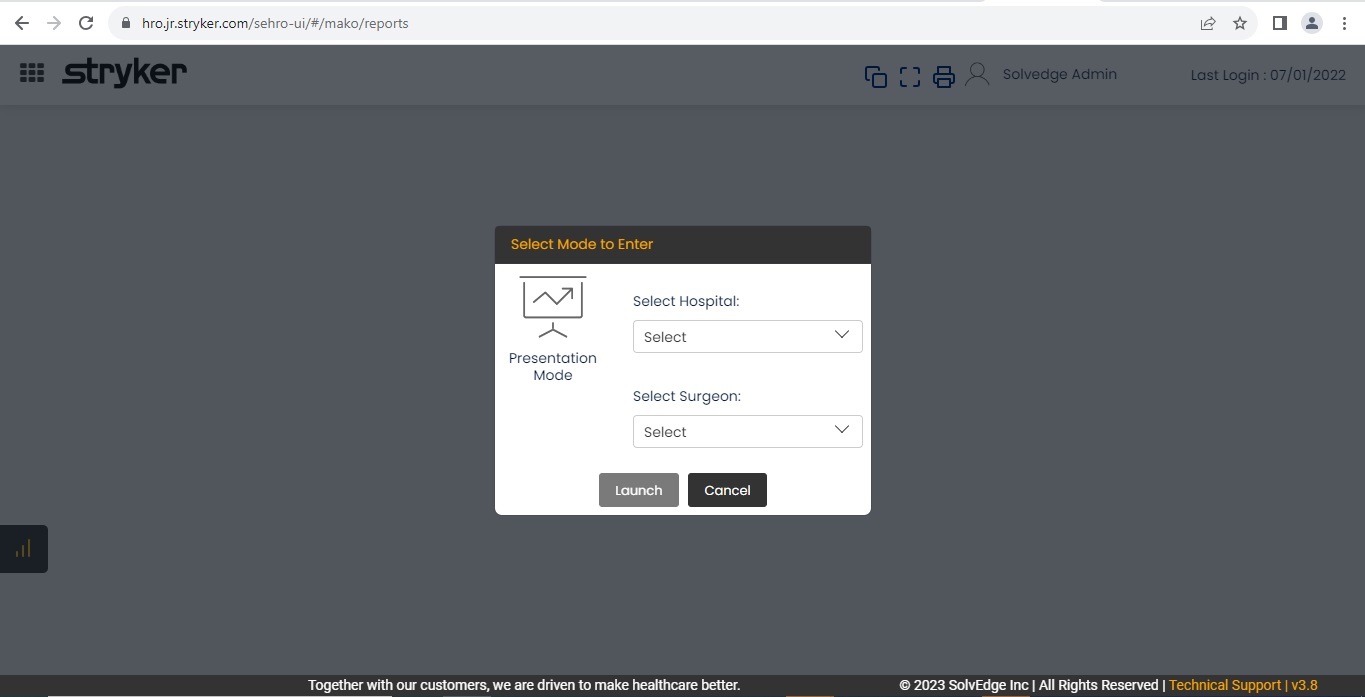 hro.jr.stryker.com/sehro-ui/#/mako/reports
stryker
Solvedge Admin
Last Login : 07/01/2022
Select Mode to Enter
Select Hospital:
Select
Presentation
Mode
Select Surgeon:
Select
Launch
Cancel
Together with our customers, we are driven to make healthcare better.
© 2023 SolvEdge Inc | All Rights Reserved | Technical Support | v3.8